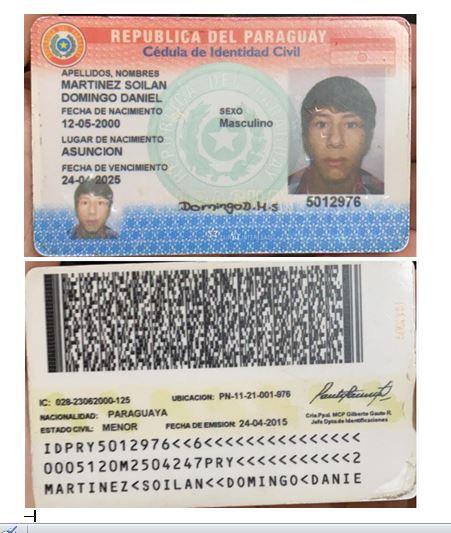 REPUBLICA DEL PARAGUAY
Cédula de Identidad Civil
APELLIDOS, NOMBRES
MARTINEZ SOILAN
DOMINGO DANIEL
FECHA DE NACIMIENTO
12-05-2000
SEXO
Masculino
LUGAR DE NACIMIENTO
ASUNCION
FECHA DE VENCIMIENTO
24-04-2025
DomingoD.M.s
5012976
IC: 028-23062000-125
UBICACION: PN-11-21-001-976
NACIONALIDAD: PARAGUAYA
ESTADO CIVIL: MENOR
FECHA DE EMISION: 24-04-2015
Crio.Ppal. MCP Gilberto Gauto R.
Jefe Dpto.de Identificaciones
IDPRY5012976<<6<<<<<<<<<<<<<<<
0005120M2504247PRY<<<<<<<<<<<2
MARTINEZ<SOILAN<<DOMINGO<DANIE